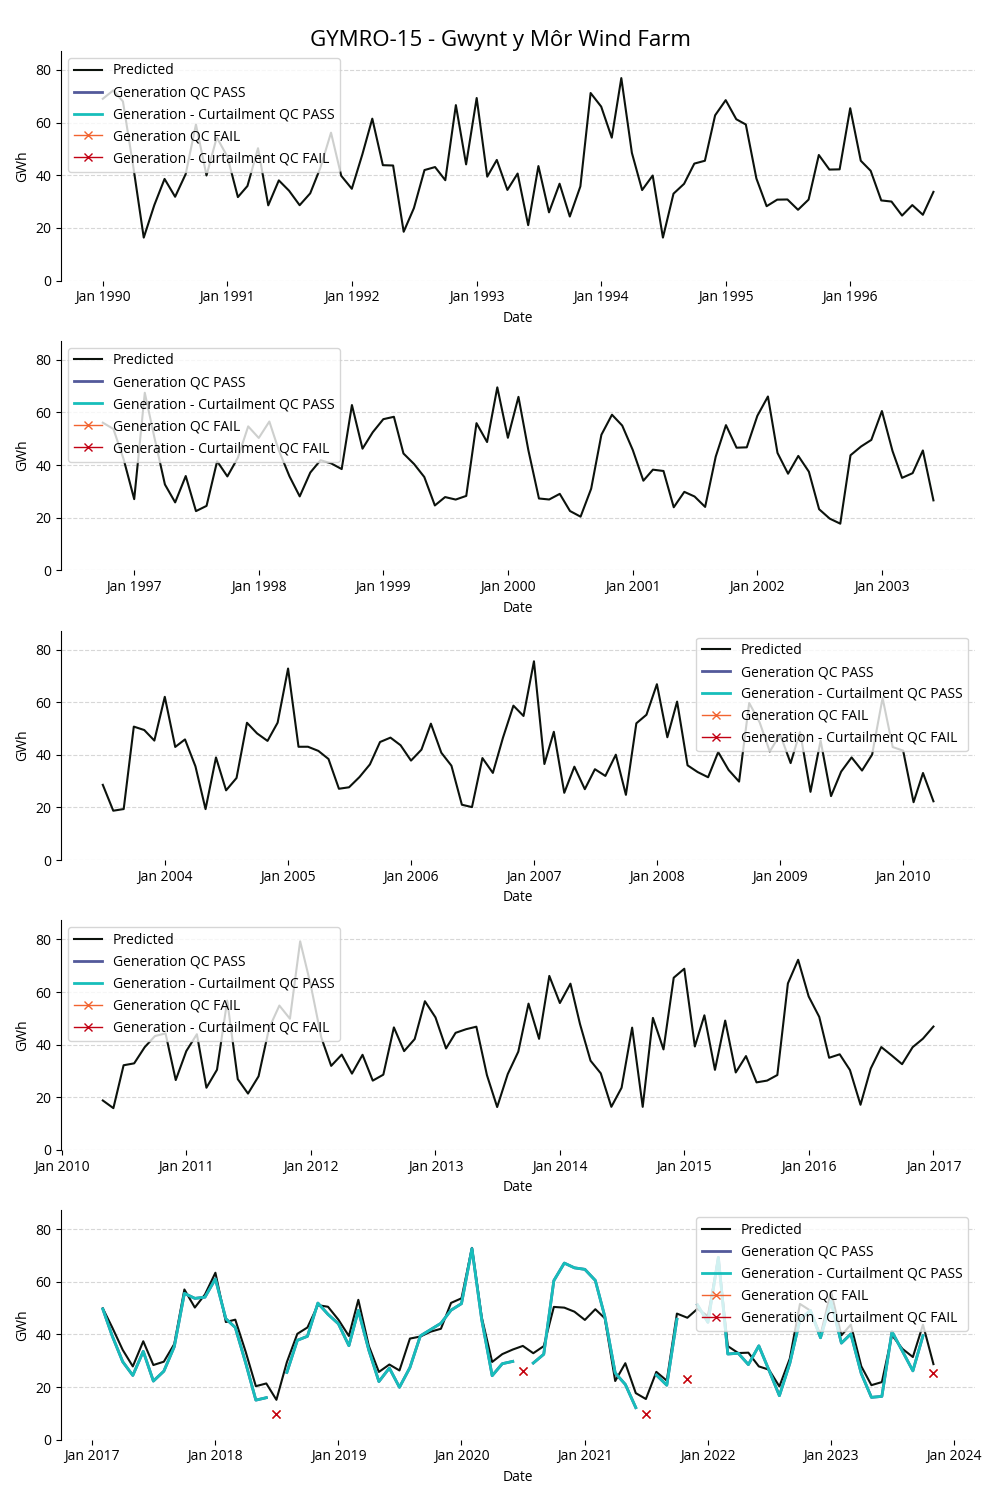 GYMRO-15 - Gwynt y Môr Wind Farm
80
60
40
20
0
GWh
Predicted
Generation QC PASS
Generation - Curtailment QC PASS
Generation QC FAIL
Generation - Curtailment QC FAIL
Jan 1990 Jan 1991 Jan 1992 Jan 1993 Jan 1994 Jan 1995 Jan 1996
Date
80
60
40
20
0
GWh
Predicted
Generation QC PASS
Generation - Curtailment QC PASS
Generation QC FAIL
Generation - Curtailment QC FAIL
Jan 1997 Jan 1998 Jan 1999 Jan 2000 Jan 2001 Jan 2002 Jan 2003
Date
80
60
40
20
0
GWh
Predicted
Generation QC PASS
Generation - Curtailment QC PASS
Generation QC FAIL
Generation - Curtailment QC FAIL
Jan 2004 Jan 2005 Jan 2006 Jan 2007 Jan 2008 Jan 2009 Jan 2010
Date
80
60
40
20
0
GWh
Predicted
Generation QC PASS
Generation - Curtailment QC PASS
Generation QC FAIL
Generation - Curtailment QC FAIL
Jan 2010 Jan 2011 Jan 2012 Jan 2013 Jan 2014 Jan 2015 Jan 2016 Jan 2017
Date
80
60
40
20
0
GWh
Predicted
Generation QC PASS
Generation - Curtailment QC PASS
Generation QC FAIL
Generation - Curtailment QC FAIL
Jan 2017 Jan 2018 Jan 2019 Jan 2020 Jan 2021 Jan 2022 Jan 2023 Jan 2024
Date